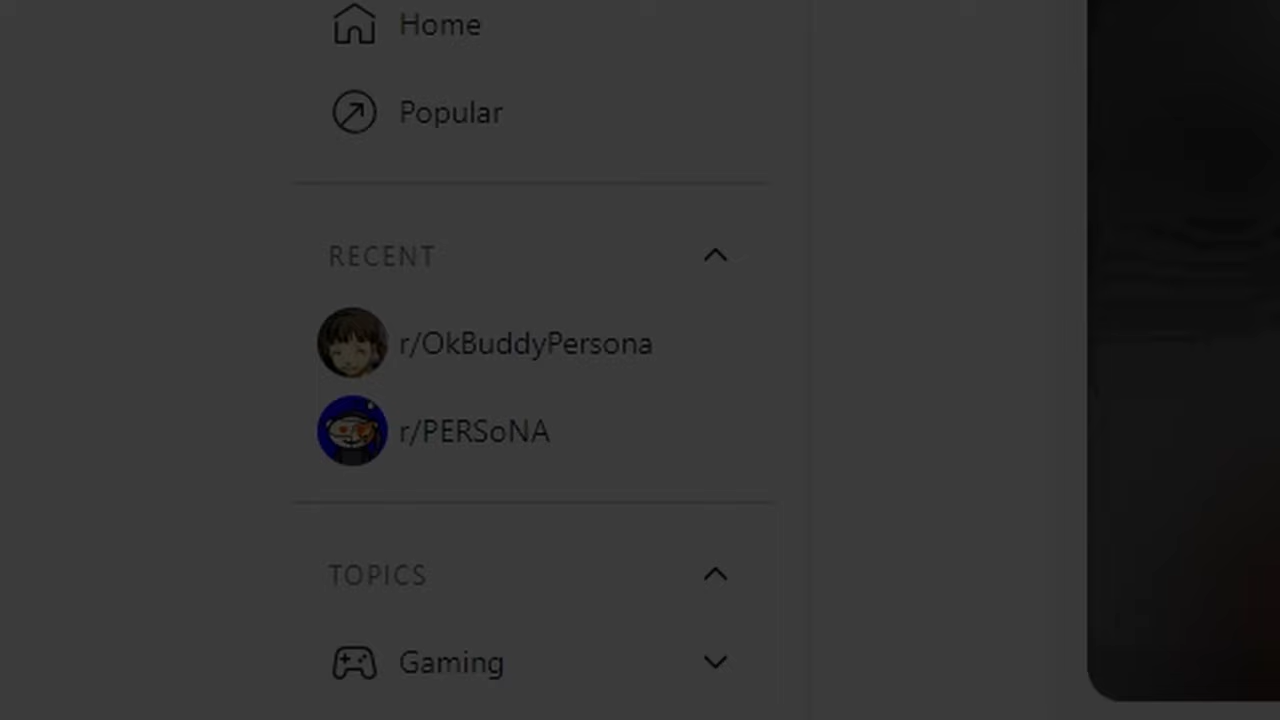 Home
Popular
RECENT
r/OkBuddyPersona
r/PERSoNA
TOPICS
Gaming